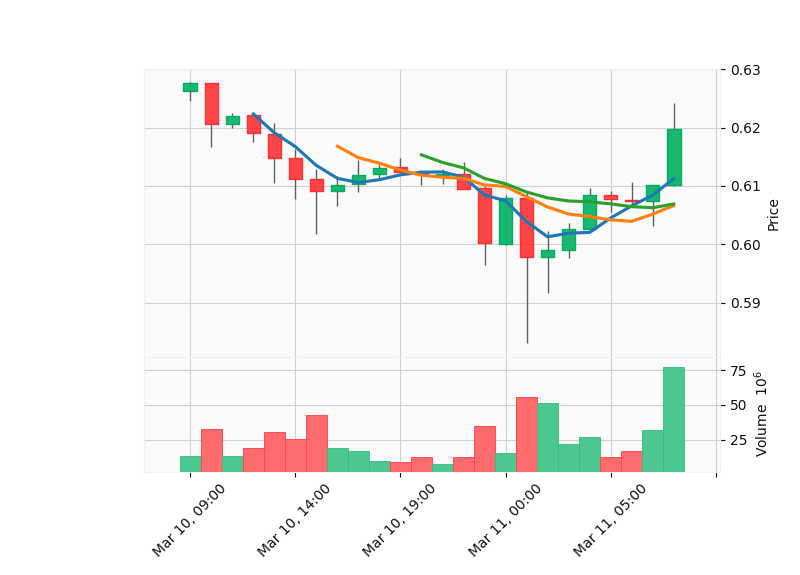 0.63
0.62
0.61
0.60
0.59
Price
75
50
25
Volume 10^6
Mar 10, 09:00
Mar 10, 14:00
Mar 10, 19:00
Mar 11, 00:00
Mar 11, 05:00